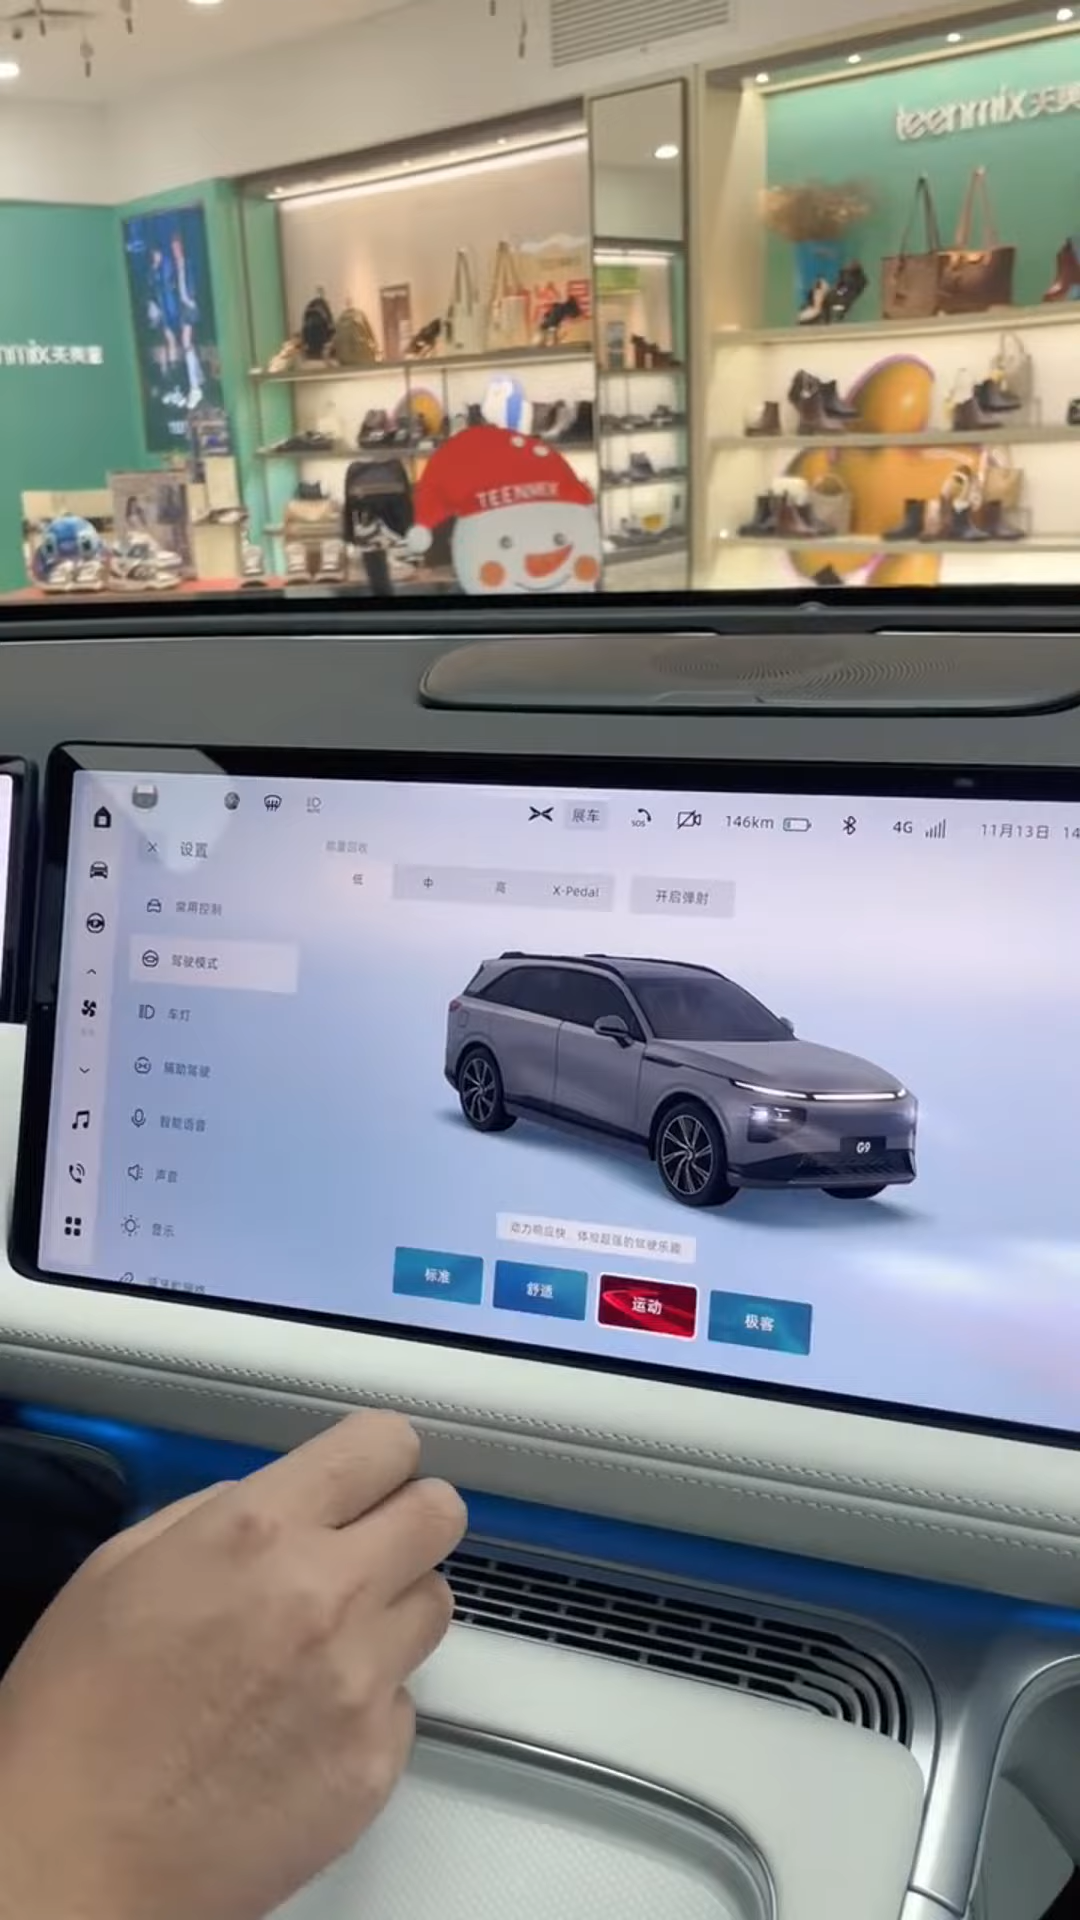 teenmix天美
nmix天美意
TEENMIX
展车
SOS
146km
4G
11月13日 14
设置
能量回收
低
中
高
X-Pedal
开启弹射
常用控制
驾驶模式
车灯
辅助驾驶
智能语音
声音
显示
G9
动力响应快，体验超强的驾驶乐趣
标准
舒适
运动
极客